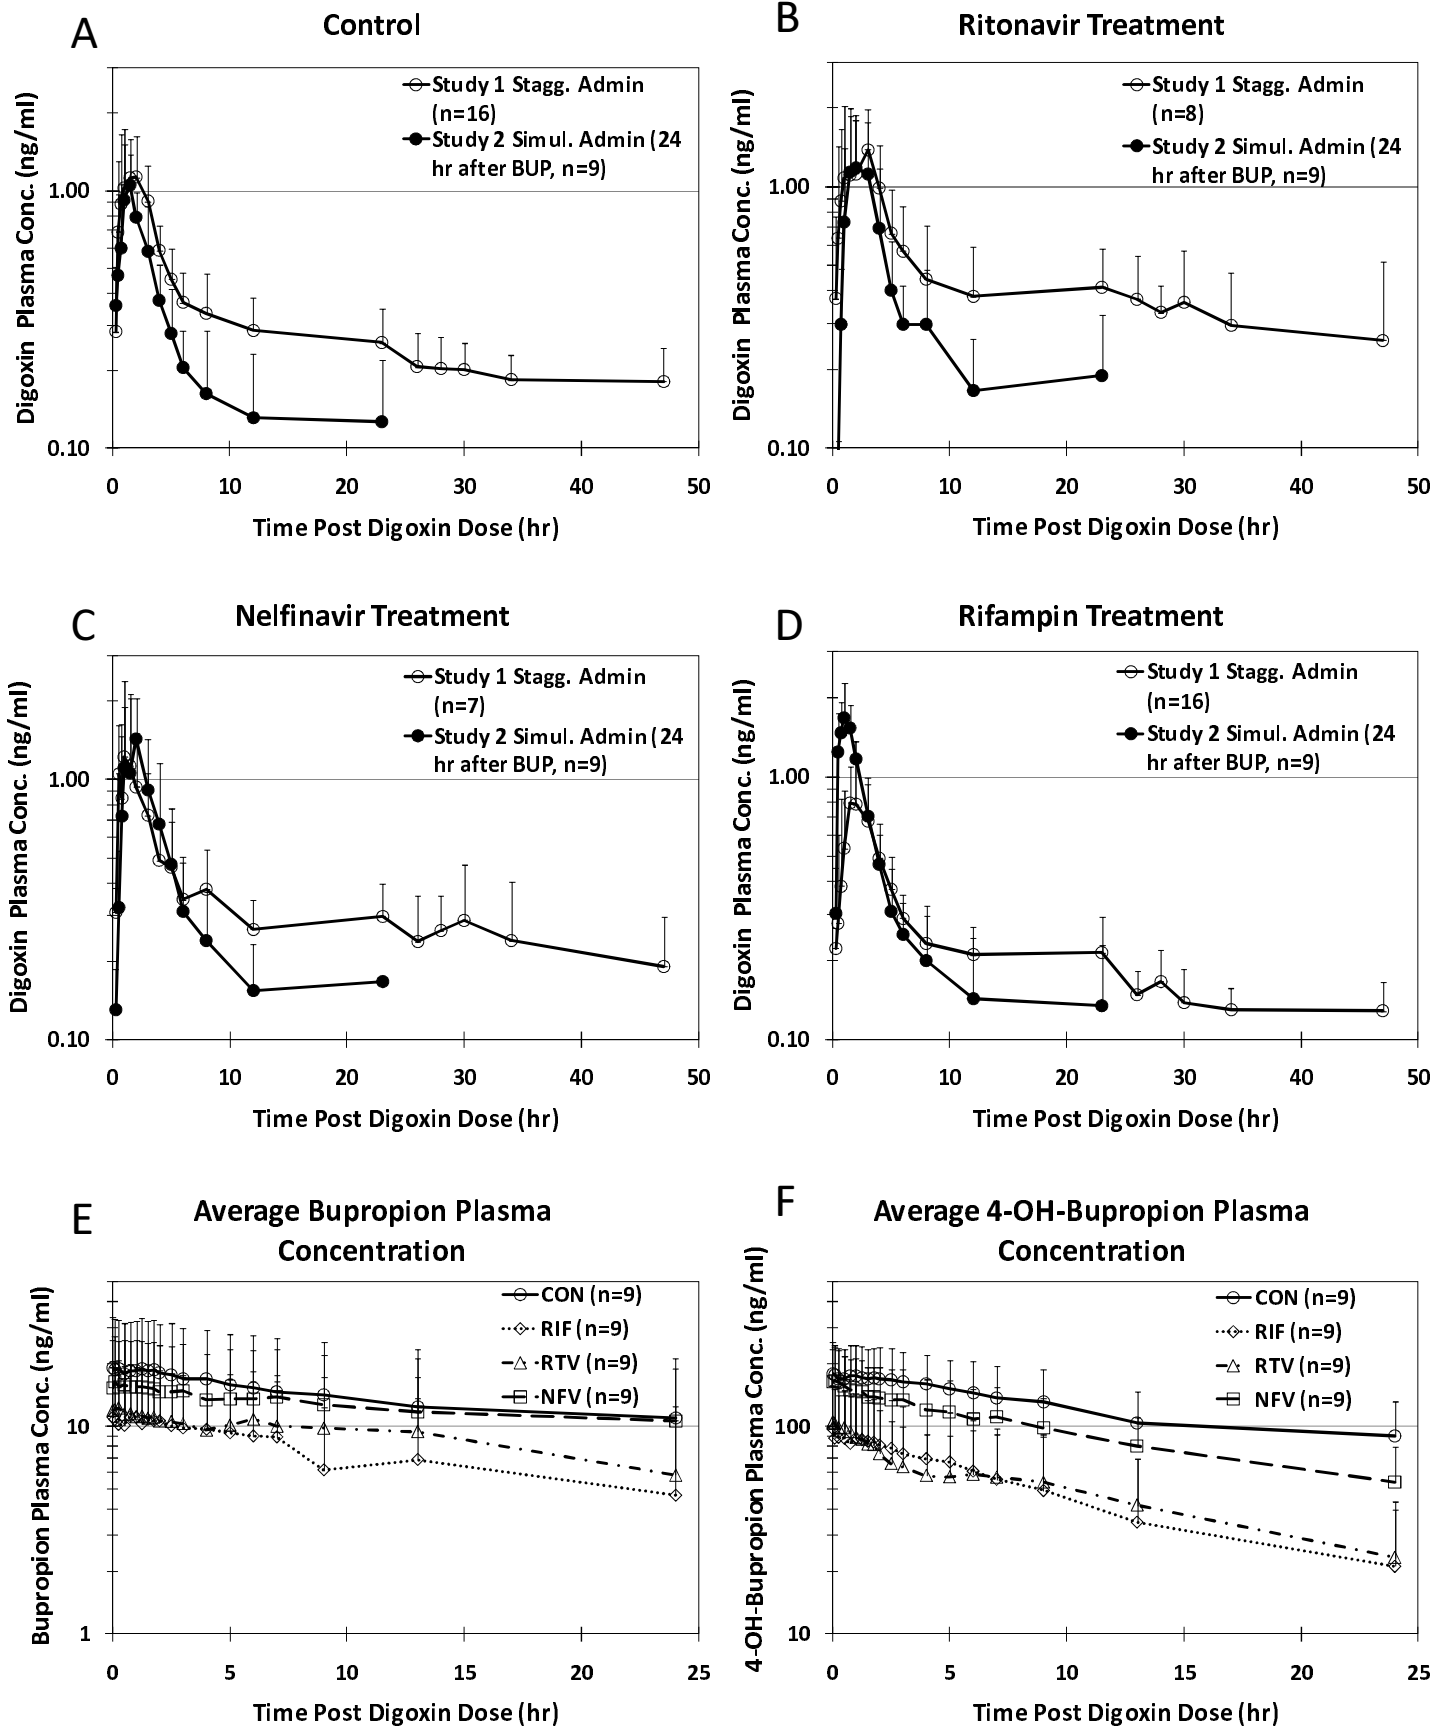 A
Control
Digoxin Plasma Conc. (ng/ml)
Study 1 Stagg. Admin
(n=16)
Study 2 Simul. Admin (24
hr after BUP, n=9)
1.00
0.10
0 10 20 30 40 50
Time Post Digoxin Dose (hr)
B
Ritonavir Treatment
Digoxin Plasma Conc. (ng/ml)
Study 1 Stagg. Admin
(n=8)
Study 2 Simul. Admin (24
hr after BUP, n=9)
1.00
0.10
0 10 20 30 40 50
Time Post Digoxin Dose (hr)
C
Nelfinavir Treatment
Digoxin Plasma Conc. (ng/ml)
Study 1 Stagg. Admin
(n=7)
Study 2 Simul. Admin (24
hr after BUP, n=9)
1.00
0.10
0 10 20 30 40 50
Time Post Digoxin Dose (hr)
D
Rifampin Treatment
Digoxin Plasma Conc. (ng/ml)
Study 1 Stagg. Admin
(n=16)
Study 2 Simul. Admin (24
hr after BUP, n=9)
1.00
0.10
0 10 20 30 40 50
Time Post Digoxin Dose (hr)
E
Average Bupropion Plasma
Concentration
Bupropion Plasma Conc. (ng/ml)
CON (n=9)
RIF (n=9)
RTV (n=9)
NFV (n=9)
10
1
0 5 10 15 20 25
Time Post Digoxin Dose (hr)
F
Average 4-OH-Bupropion Plasma
Concentration
4-OH-Bupropion Plasma Conc. (ng/ml)
CON (n=9)
RIF (n=9)
RTV (n=9)
NFV (n=9)
100
10
0 5 10 15 20 25
Time Post Digoxin Dose (hr)